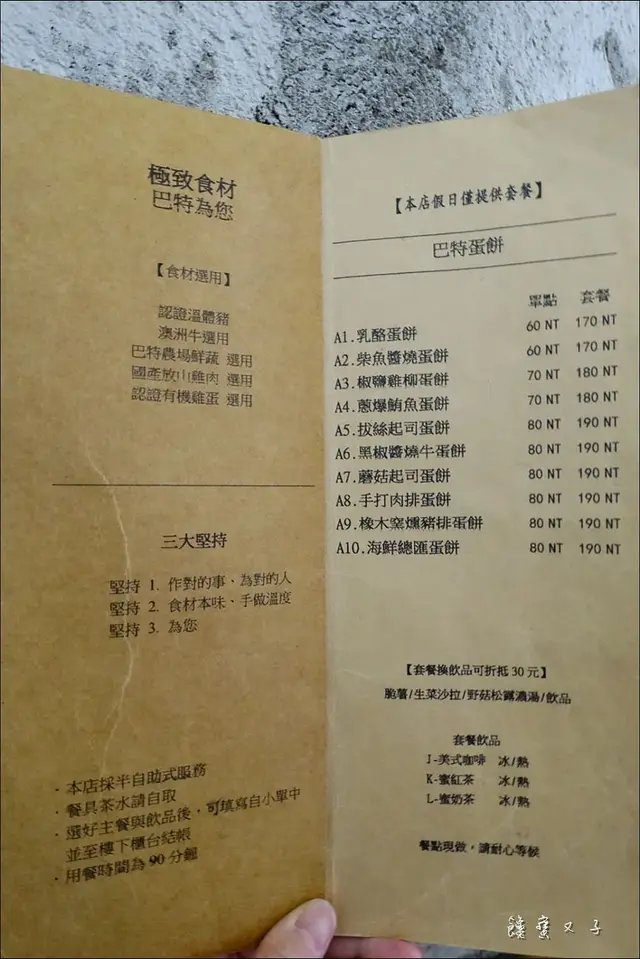 極致食材
巴特為您
【食材選用】
認證溫體豬
澳洲牛選用
巴特農場鮮蔬 選用
國產放山雞肉 選用
認證有機雞蛋 選用
三大堅持
堅持 1. 作對的事、為對的人
堅持 2. 食材本味、手做溫度
堅持 3. 為您
．本店採半自助式服務
．餐具茶水請自取
．選好主餐與飲品後，可填寫自小單中
並至樓下櫃台結帳
．用餐時間為 90 分鐘
【本店假日僅提供套餐】
巴特蛋餅
單點 套餐
A1.乳酪蛋餅 60 NT 170 NT
A2.柴魚醬燒蛋餅 60 NT 170 NT
A3.椒鹽雞柳蛋餅 70 NT 180 NT
A4.蔥爆鮪魚蛋餅 70 NT 180 NT
A5.拔絲起司蛋餅 80 NT 190 NT
A6.黑椒醬燒牛蛋餅 80 NT 190 NT
A7.蘑菇起司蛋餅 80 NT 190 NT
A8.手打肉排蛋餅 80 NT 190 NT
A9.橡木窯燻豬排蛋餅 80 NT 190 NT
A10.海鮮總匯蛋餅 80 NT 190 NT
【套餐換飲品可折抵 30 元】
脆薯/生菜沙拉/野菇松露濃湯/飲品
套餐飲品
J-美式咖啡 冰/熱
K-蜜紅茶 冰/熱
L-蜜奶茶 冰/熱
餐點現做，請耐心等候